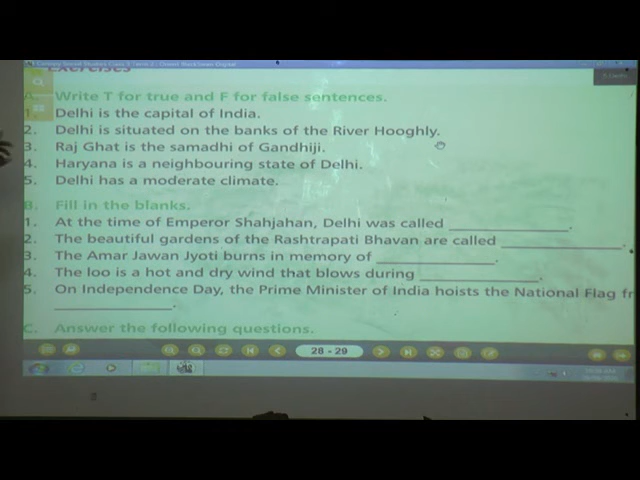 Exercises
A. Write T for true and F for false sentences.
1. Delhi is the capital of India.
2. Delhi is situated on the banks of the River Hooghly.
3. Raj Ghat is the samadhi of Gandhiji.
4. Haryana is a neighbouring state of Delhi.
5. Delhi has a moderate climate.
B. Fill in the blanks.
1. At the time of Emperor Shahjahan, Delhi was called ____________.
2. The beautiful gardens of the Rashtrapati Bhavan are called ____________.
3. The Amar Jawan Jyoti burns in memory of ____________.
4. The loo is a hot and dry wind that blows during ____________.
5. On Independence Day, the Prime Minister of India hoists the National Flag fr
____________.
C. Answer the following questions.
28 - 29